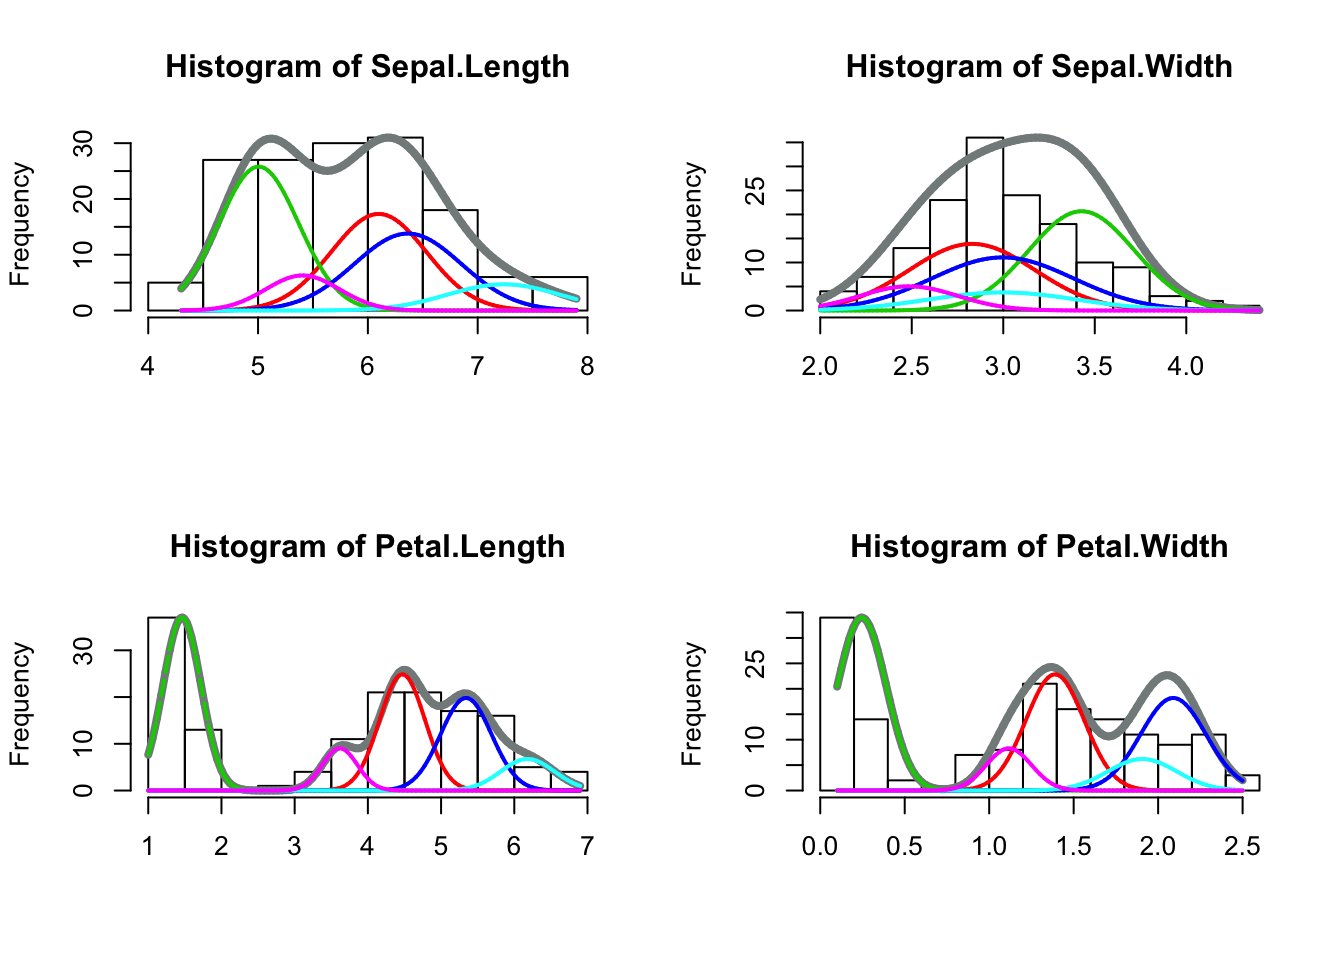 Histogram of Sepal.Length
Frequency
0 10 20 30
4 5 6 7 8
Histogram of Sepal.Width
Frequency
0 10 25
2.0 2.5 3.0 3.5 4.0
Histogram of Petal.Length
Frequency
0 10 30
1 2 3 4 5 6 7
Histogram of Petal.Width
Frequency
0 10 25
0.0 0.5 1.0 1.5 2.0 2.5